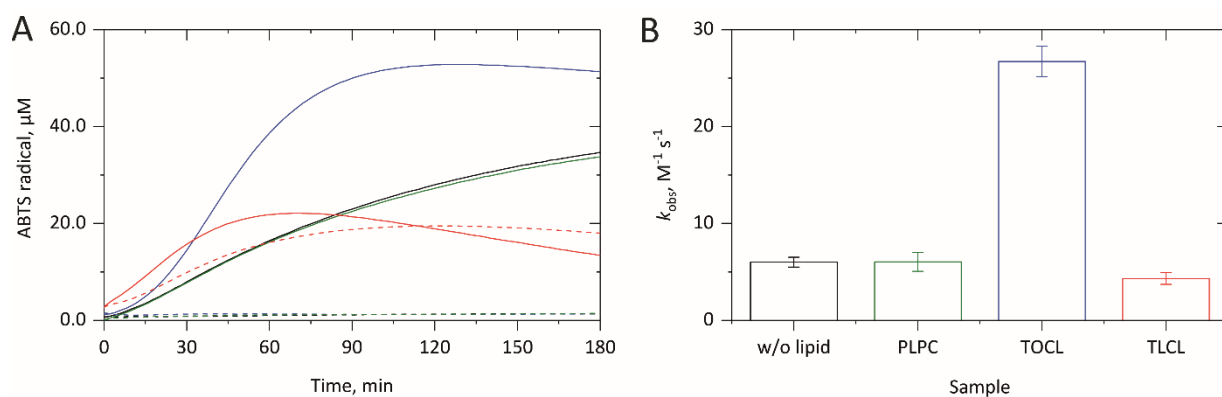 A
ABTS radical, µM
60.0
40.0
20.0
0.0
0 30 60 90 120 150 180
Time, min
B
k_obs, M⁻¹ s⁻¹
30
20
10
0
w/o lipid PLPC TOCL TLCL
Sample